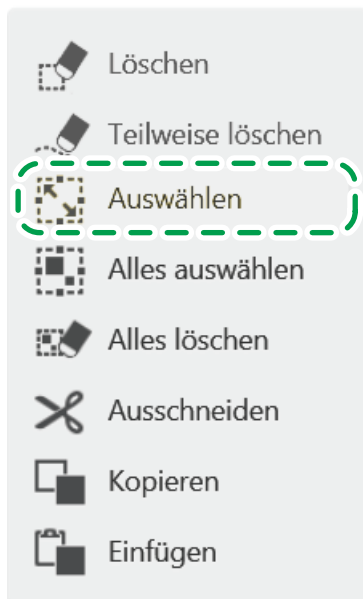 Löschen
Teilweise löschen
Auswählen
Alles auswählen
Alles löschen
Ausschneiden
Kopieren
Einfügen